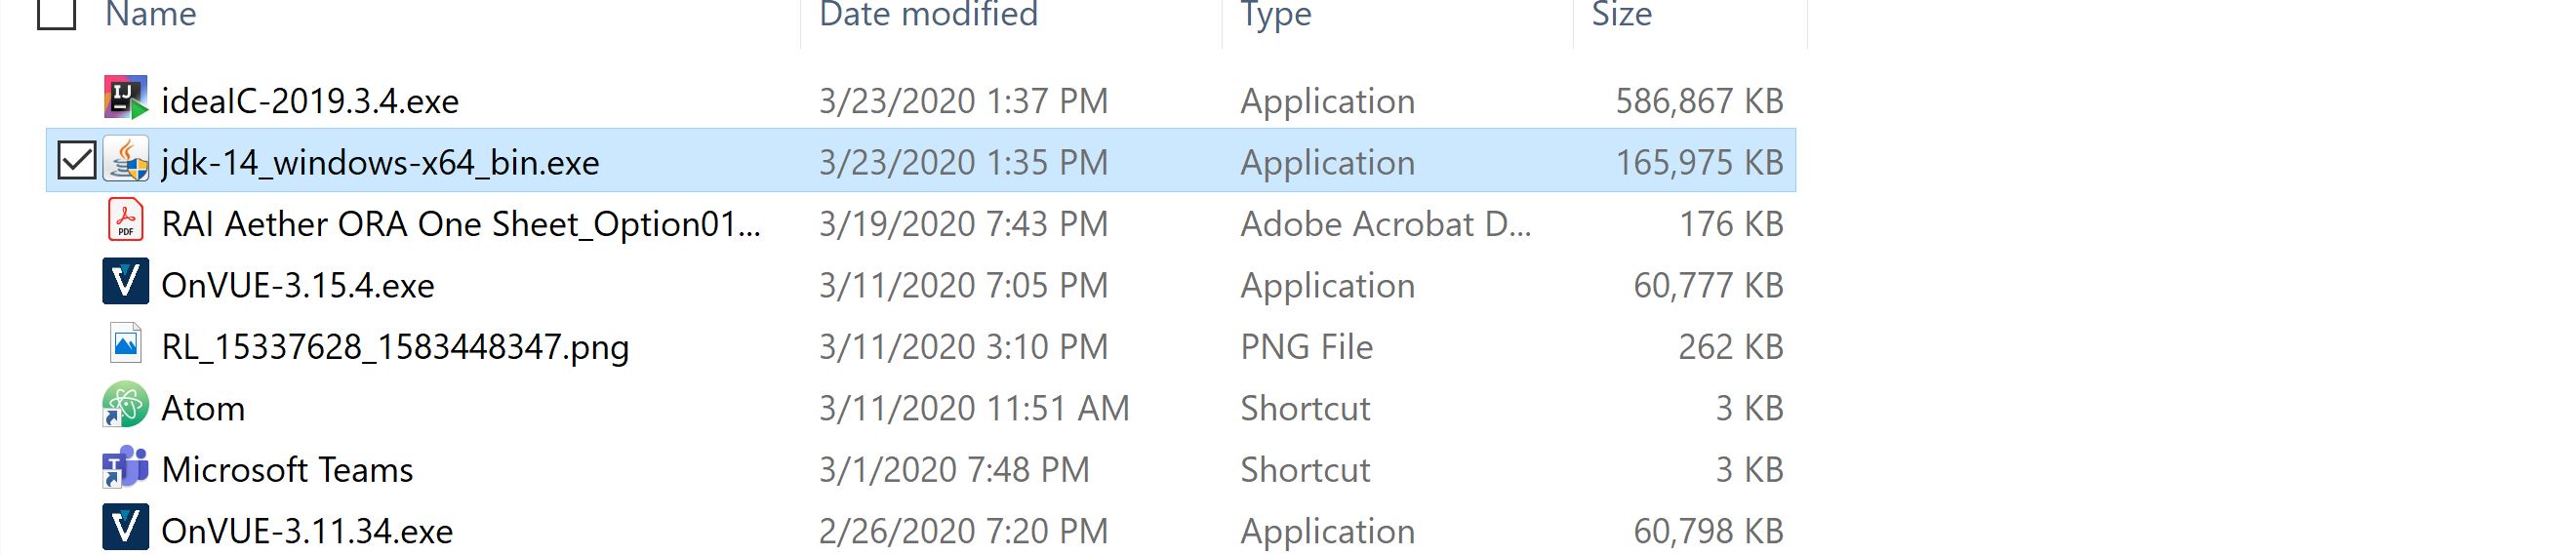 Name Date modified Type Size
ideaIC-2019.3.4.exe 3/23/2020 1:37 PM Application 586,867 KB
jdk-14_windows-x64_bin.exe 3/23/2020 1:35 PM Application 165,975 KB
RAI Aether ORA One Sheet_Option01... 3/19/2020 7:43 PM Adobe Acrobat D... 176 KB
OnVUE-3.15.4.exe 3/11/2020 7:05 PM Application 60,777 KB
RL_15337628_1583448347.png 3/11/2020 3:10 PM PNG File 262 KB
Atom 3/11/2020 11:51 AM Shortcut 3 KB
Microsoft Teams 3/1/2020 7:48 PM Shortcut 3 KB
OnVUE-3.11.34.exe 2/26/2020 7:20 PM Application 60,798 KB